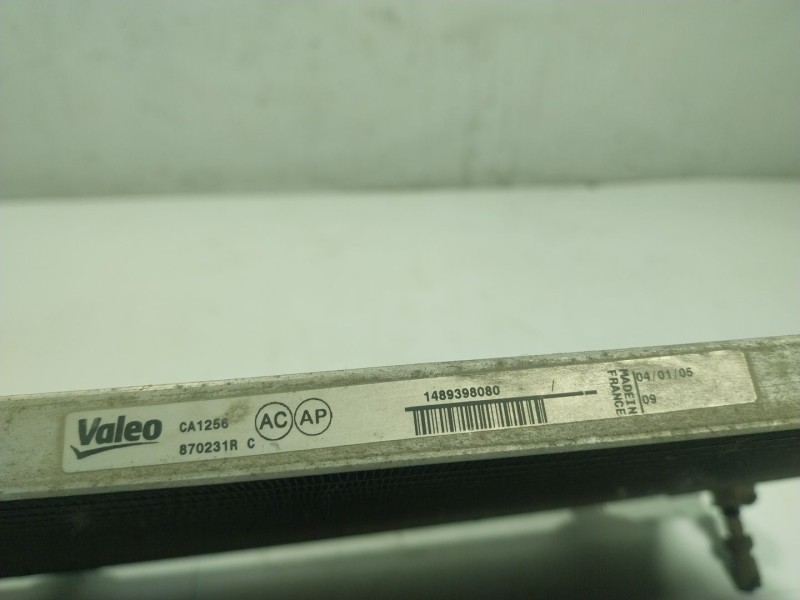 Valeo
CA1256
870231R C
AC AP
1489398080
MADE IN
FRANCE
04/01/05
09